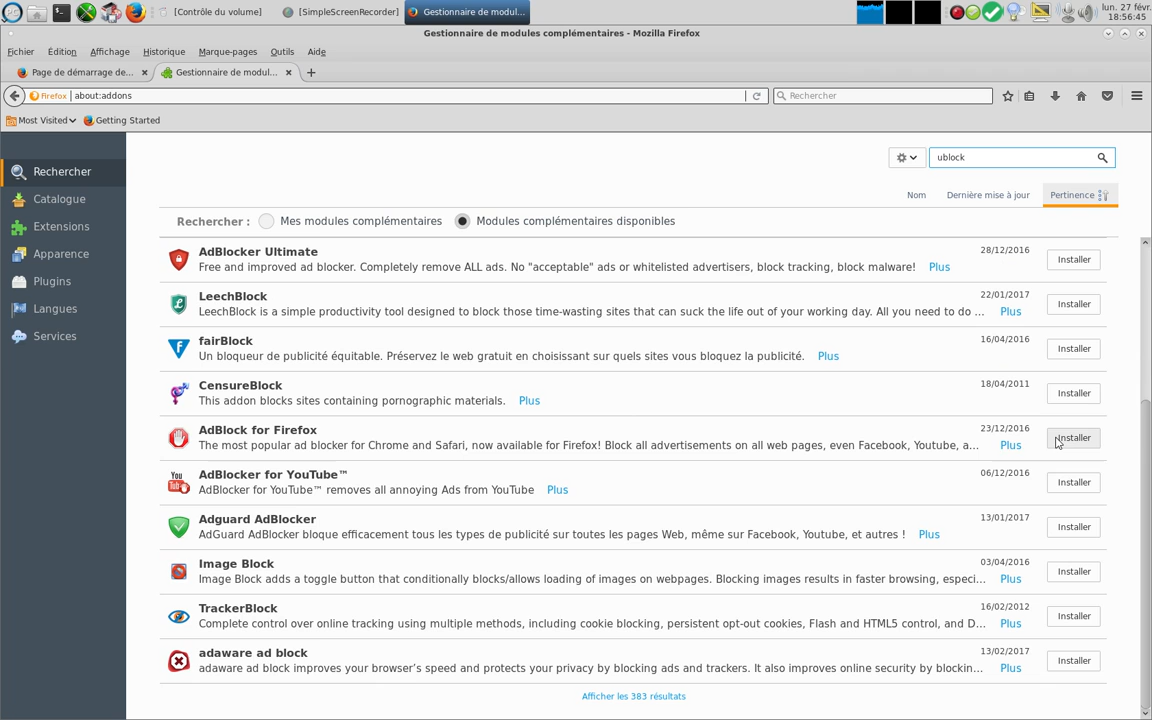 [Contrôle du volume]
[SimpleScreenRecorder]
Gestionnaire de modul...
lun. 27 févr.
18:56:45
Gestionnaire de modules complémentaires - Mozilla Firefox
Fichier Édition Affichage Historique Marque-pages Outils Aide
Page de démarrage de...
Gestionnaire de modul...
Firefox about:addons
Rechercher
Most Visited
Getting Started
Rechercher
Catalogue
Extensions
Apparence
Plugins
Langues
Services
ublock
Nom Dernière mise à jour Pertinence
Rechercher : Mes modules complémentaires Modules complémentaires disponibles
AdBlocker Ultimate 28/12/2016 Installer
Free and improved ad blocker. Completely remove ALL ads. No "acceptable" ads or whitelisted advertisers, block tracking, block malware! Plus
LeechBlock 22/01/2017 Installer
LeechBlock is a simple productivity tool designed to block those time-wasting sites that can suck the life out of your working day. All you need to do ... Plus
fairBlock 16/04/2016 Installer
Un bloqueur de publicité équitable. Préservez le web gratuit en choisissant sur quels sites vous bloquez la publicité. Plus
CensureBlock 18/04/2011 Installer
This addon blocks sites containing pornographic materials. Plus
AdBlock for Firefox 23/12/2016 Installer
The most popular ad blocker for Chrome and Safari, now available for Firefox! Block all advertisements on all web pages, even Facebook, Youtube, a... Plus
AdBlocker for YouTube™ 06/12/2016 Installer
AdBlocker for YouTube™ removes all annoying Ads from YouTube Plus
Adguard AdBlocker 13/01/2017 Installer
AdGuard AdBlocker bloque efficacement tous les types de publicité sur toutes les pages Web, même sur Facebook, Youtube, et autres ! Plus
Image Block 03/04/2016 Installer
Image Block adds a toggle button that conditionally blocks/allows loading of images on webpages. Blocking images results in faster browsing, especi... Plus
TrackerBlock 16/02/2012 Installer
Complete control over online tracking using multiple methods, including cookie blocking, persistent opt-out cookies, Flash and HTML5 control, and D... Plus
adaware ad block 13/02/2017 Installer
adaware ad block improves your browser's speed and protects your privacy by blocking ads and trackers. It also improves online security by blockin... Plus
Afficher les 383 résultats